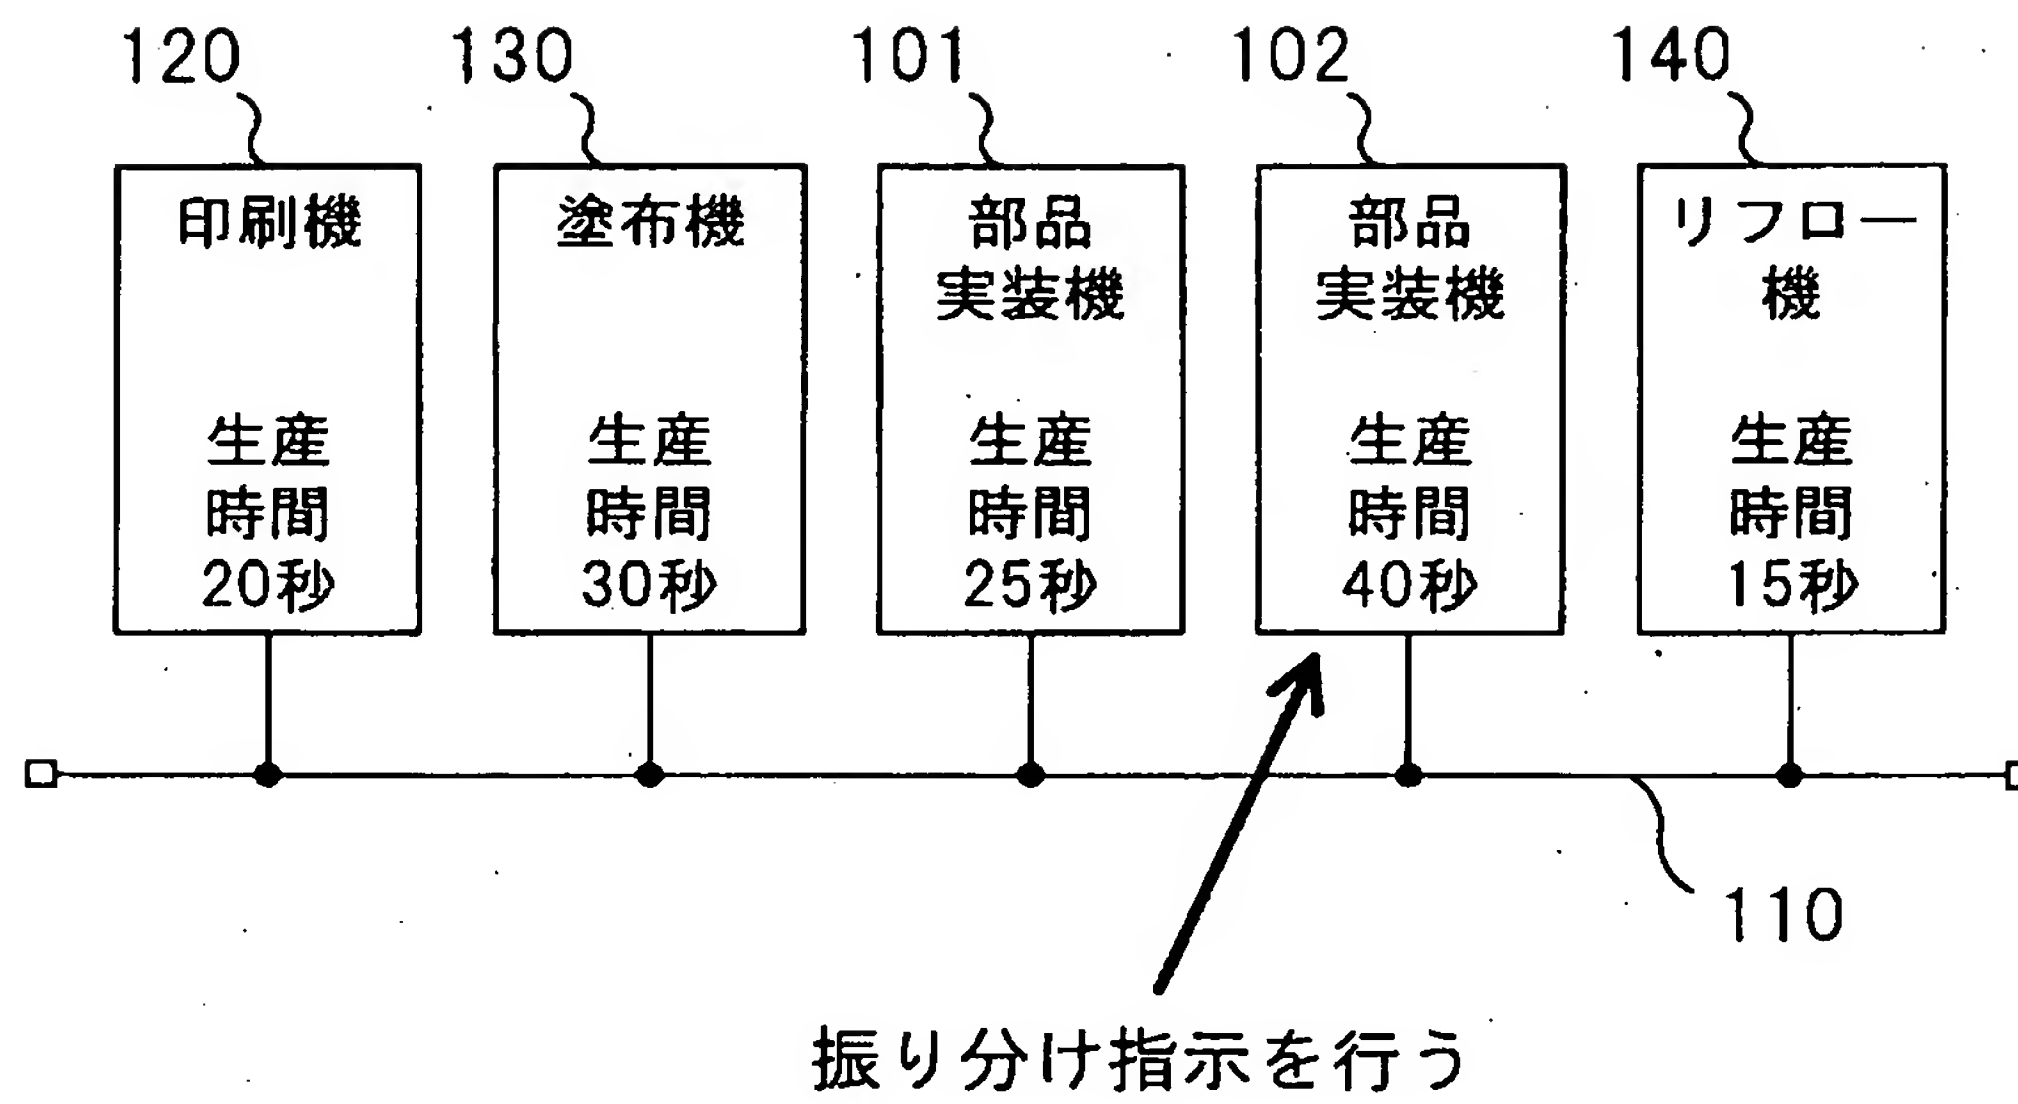 120
130
101
102
140
印刷機
生産
時間
20秒
塗布機
生産
時間
30秒
部品
実装機
生産
時間
25秒
部品
実装機
生産
時間
40秒
リフロー
機
生産
時間
15秒
110
振り分け指示を行う